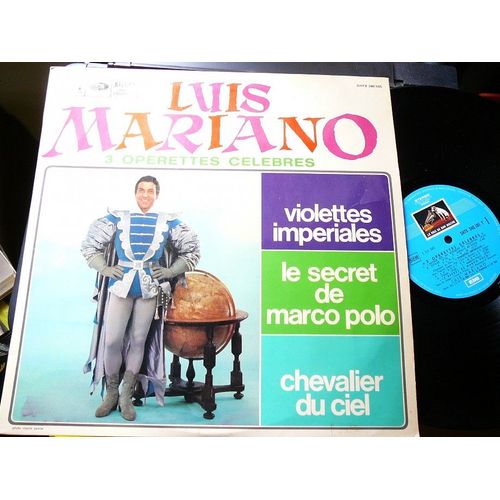 LUIS
MARIANO
3 OPERETTES CELEBRES
violettes
imperiales
le secret
de
marco polo
chevalier
du ciel